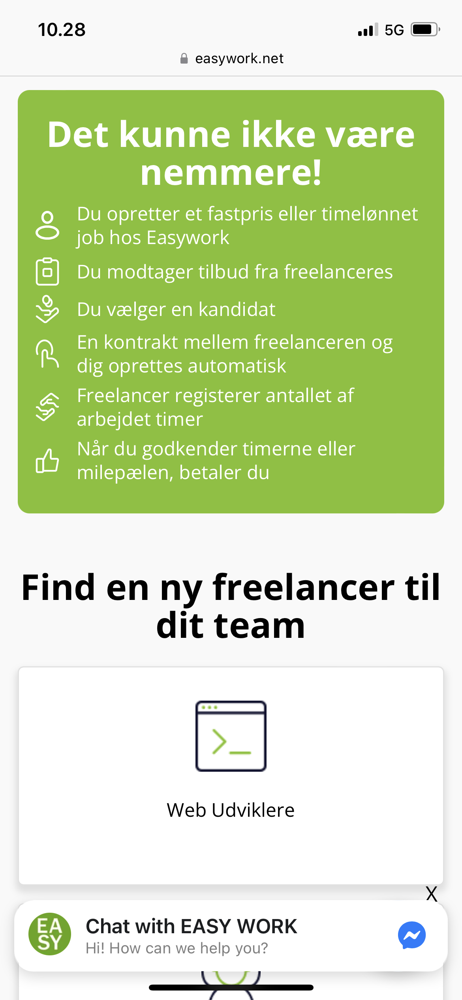 10.28
5G
easywork.net
Det kunne ikke være
nemmere!
Du opretter et fastpris eller timelønnet
job hos Easywork
Du modtager tilbud fra freelanceres
Du vælger en kandidat
En kontrakt mellem freelanceren og
dig oprettes automatisk
Freelancer registerer antallet af
arbejdet timer
Når du godkender timerne eller
milepælen, betaler du
Find en ny freelancer til
dit team
Web Udviklere
X
EA
SY
Chat with EASY WORK
Hi! How can we help you?